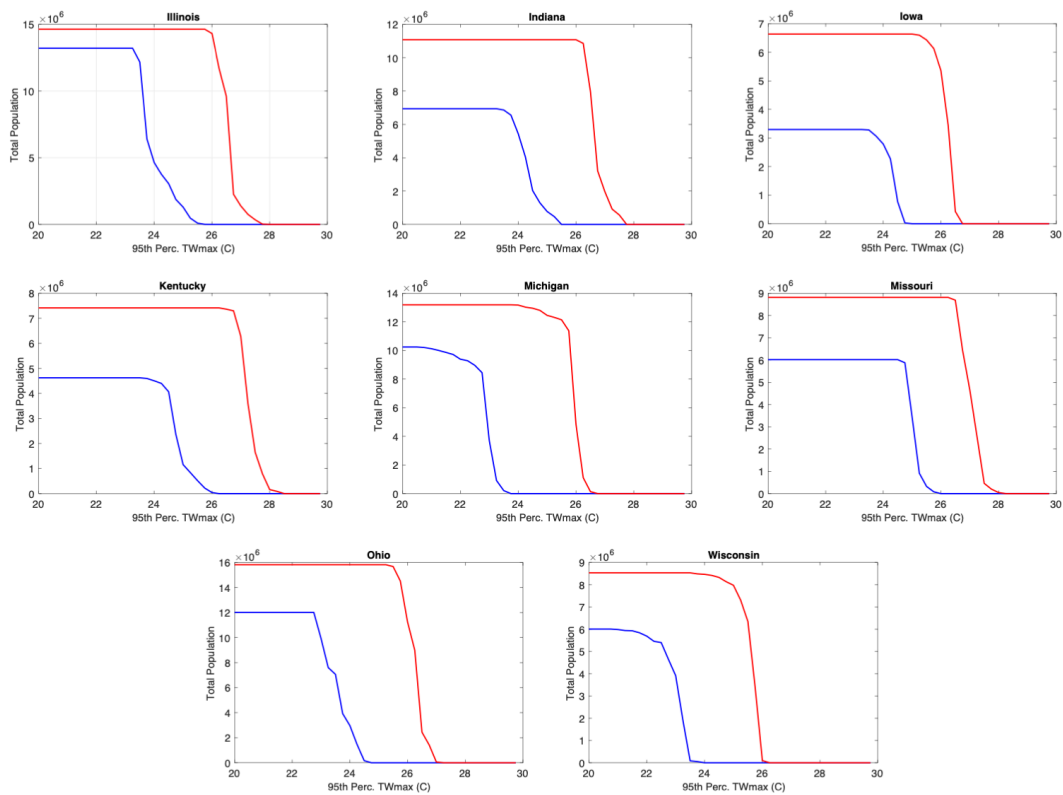 Illinois
×10⁶
15
10
5
0
Total Population
20 22 24 26 28 30
95th Perc. TWmax (C)
Indiana
×10⁶
12
10
8
6
4
2
0
Total Population
20 22 24 26 28 30
95th Perc. TWmax (C)
Iowa
×10⁶
7
6
5
4
3
2
1
0
Total Population
20 22 24 26 28 30
95th Perc. TWmax (C)
Kentucky
×10⁶
8
7
6
5
4
3
2
1
0
Total Population
20 22 24 26 28 30
95th Perc. TWmax (C)
Michigan
×10⁶
14
12
10
8
6
4
2
0
Total Population
20 22 24 26 28 30
95th Perc. TWmax (C)
Missouri
×10⁶
9
8
7
6
5
4
3
2
1
0
Total Population
20 22 24 26 28 30
95th Perc. TWmax (C)
Ohio
×10⁶
16
14
12
10
8
6
4
2
0
Total Population
20 22 24 26 28 30
95th Perc. TWmax (C)
Wisconsin
×10⁶
9
8
7
6
5
4
3
2
1
0
Total Population
20 22 24 26 28 30
95th Perc. TWmax (C)